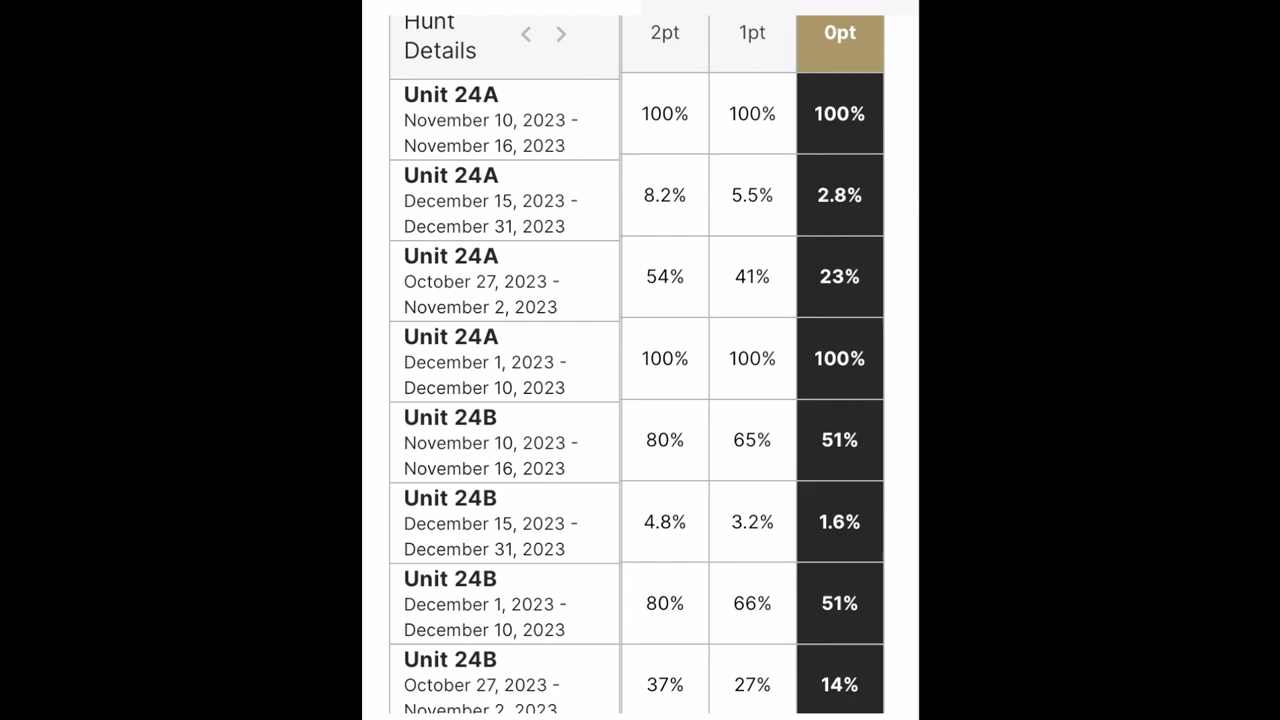 Hunt Details 2pt 1pt 0pt
Unit 24A
November 10, 2023 -
November 16, 2023
100% 100% 100%
Unit 24A
December 15, 2023 -
December 31, 2023
8.2% 5.5% 2.8%
Unit 24A
October 27, 2023 -
November 2, 2023
54% 41% 23%
Unit 24A
December 1, 2023 -
December 10, 2023
100% 100% 100%
Unit 24B
November 10, 2023 -
November 16, 2023
80% 65% 51%
Unit 24B
December 15, 2023 -
December 31, 2023
4.8% 3.2% 1.6%
Unit 24B
December 1, 2023 -
December 10, 2023
80% 66% 51%
Unit 24B
October 27, 2023 -
November 2, 2023
37% 27% 14%